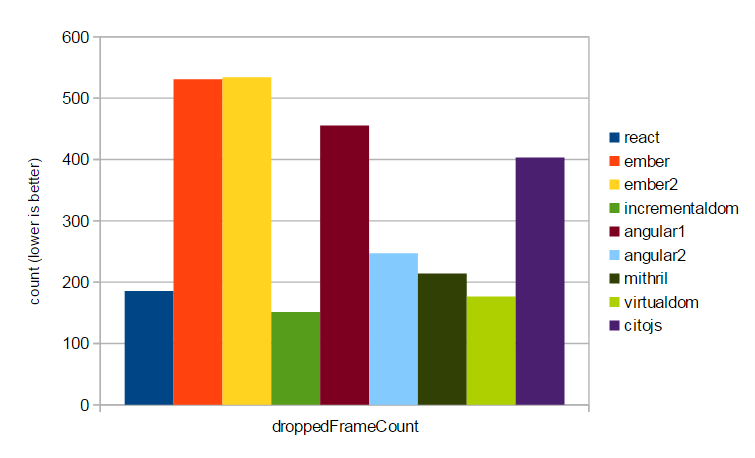 600
500
400
300
200
100
0
count (lower is better)
droppedFrameCount
react
ember
ember2
incrementaldom
angular1
angular2
mithril
virtualdom
citojs